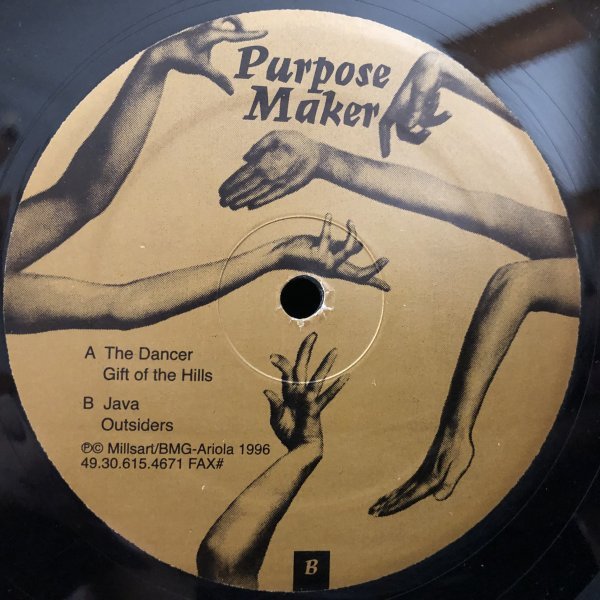 Purpose
Maker
A The Dancer
Gift of the Hills
B Java
Outsiders
℗© Millsart/BMG-Ariola 1996
49.30.615.4671 FAX#
B